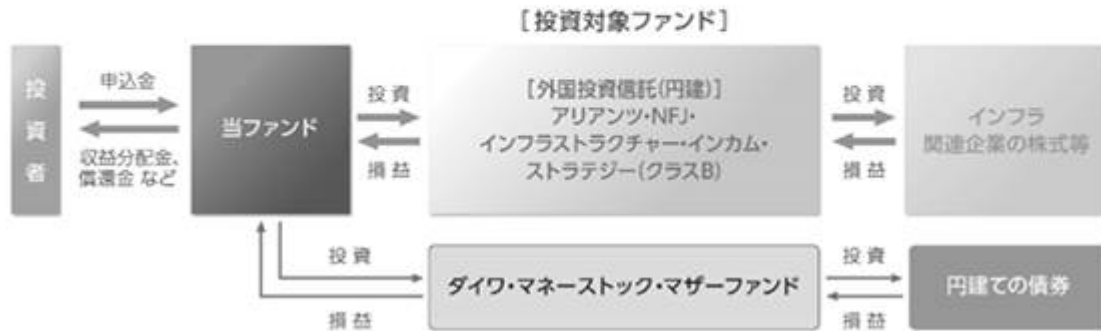 [投資対象ファンド]
投資者
申込金
収益分配金、
償還金 など
当ファンド
投資
損益
[外国投資信託(円建)]
アリアンツ・NFJ・
インフラストラクチャー・インカム・
ストラテジー(クラスB)
投資
損益
インフラ
関連企業の株式等
投資
損益
ダイワ・マネーストック・マザーファンド
投資
損益
円建ての債券